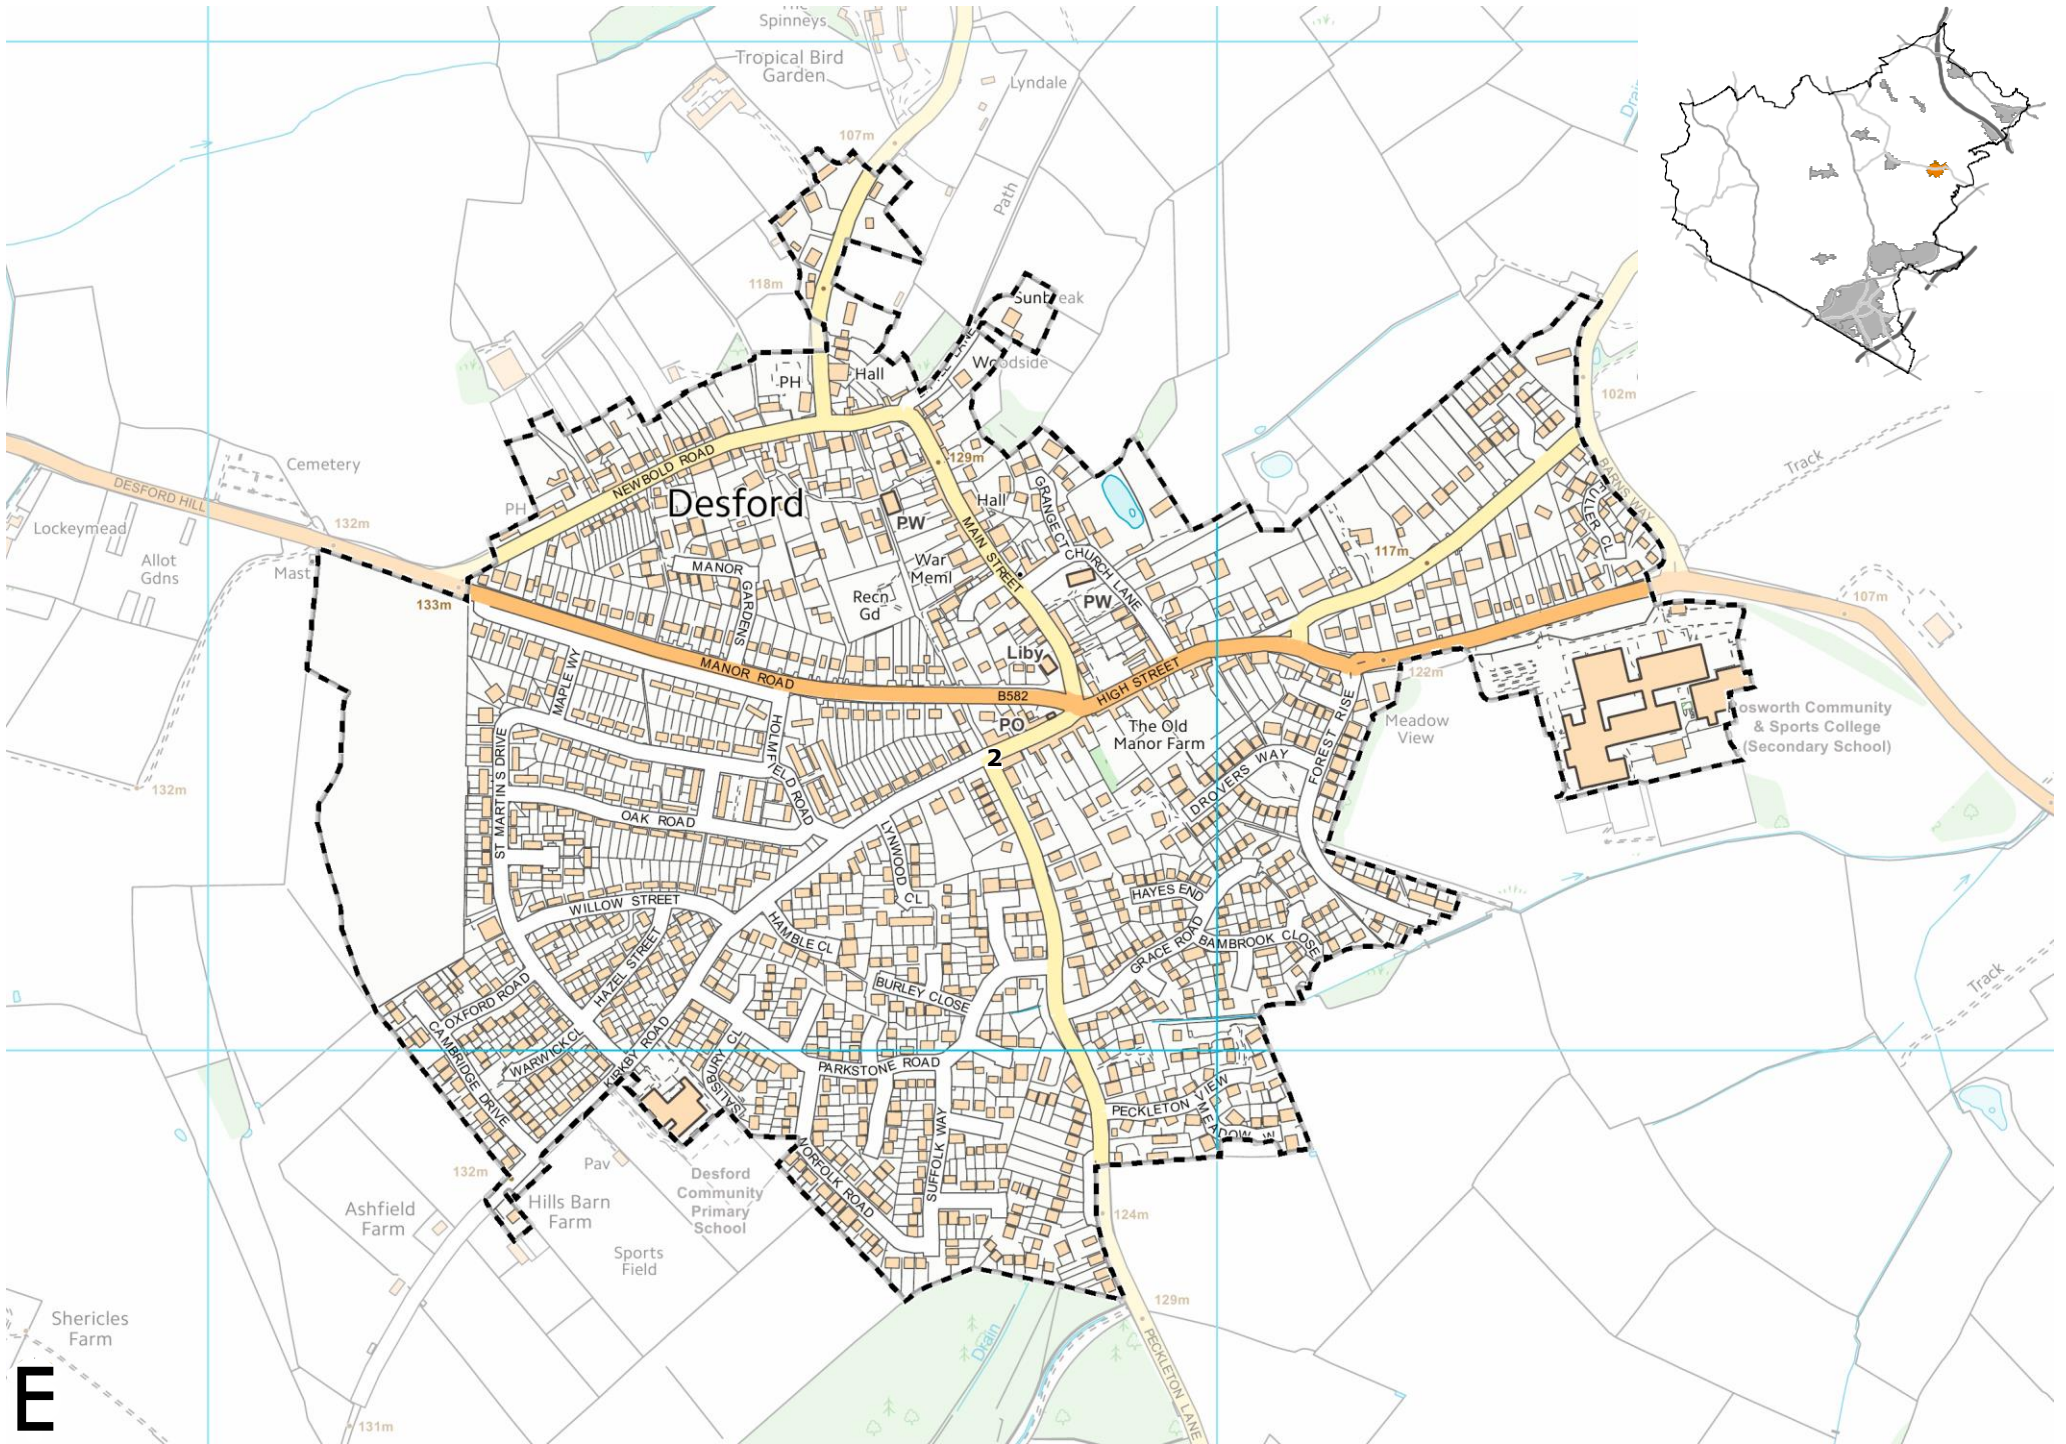 Spinneys
Tropical Bird
Garden
Lyndale
Drain
107m
Path
118m
Sunbreak
Woodside
PH
Hall
102m
Cemetery
DESFORD HILL
NEWBOLD ROAD
129m
Track
BARNS WAY
Lockeymead
132m
PH
Desford
PW
Hall
GRANGE CT
MAIN STREET
CHURCH LANE
117m
Allot
Gdns
Mast
MANOR
GARDENS
War
Meml
Recn
Gd
PW
133m
107m
Liby
MAPLE WY
MANOR ROAD
B582
HIGH STREET
122m
PO
The Old
Manor Farm
FOREST RISE
Meadow
View
osworth Community
& Sports College
(Secondary School)
2
132m
ST MARTINS DRIVE
HOLMFIELD ROAD
OAK ROAD
DROVERS WAY
LYNWOOD
CL
HAYES END
WILLOW STREET
HAMBLE CL
GRACE ROAD
BAMBROOK CLOSE
HAZEL STREET
OXFORD ROAD
BURLEY CLOSE
Track
CAMBRIDGE DRIVE
WARWICK CL
KIRKBY ROAD
SALISBURY CL
PARKSTONE ROAD
PECKLETON VIEW
MEADOW W
132m
Pav
Desford
Community
Primary
School
NORFOLK ROAD
SUFFOLK WAY
Ashfield
Farm
Hills Barn
Farm
124m
Sports
Field
129m
Shericles
Farm
Drain
PECKLETON LANE
E
131m